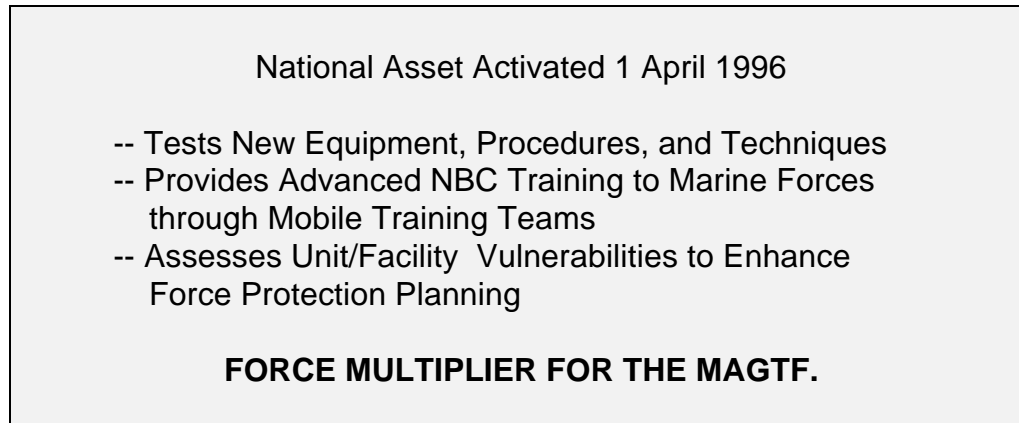 National Asset Activated 1 April 1996
-- Tests New Equipment, Procedures, and Techniques
-- Provides Advanced NBC Training to Marine Forces
through Mobile Training Teams
-- Assesses Unit/Facility Vulnerabilities to Enhance
Force Protection Planning
FORCE MULTIPLIER FOR THE MAGTF.